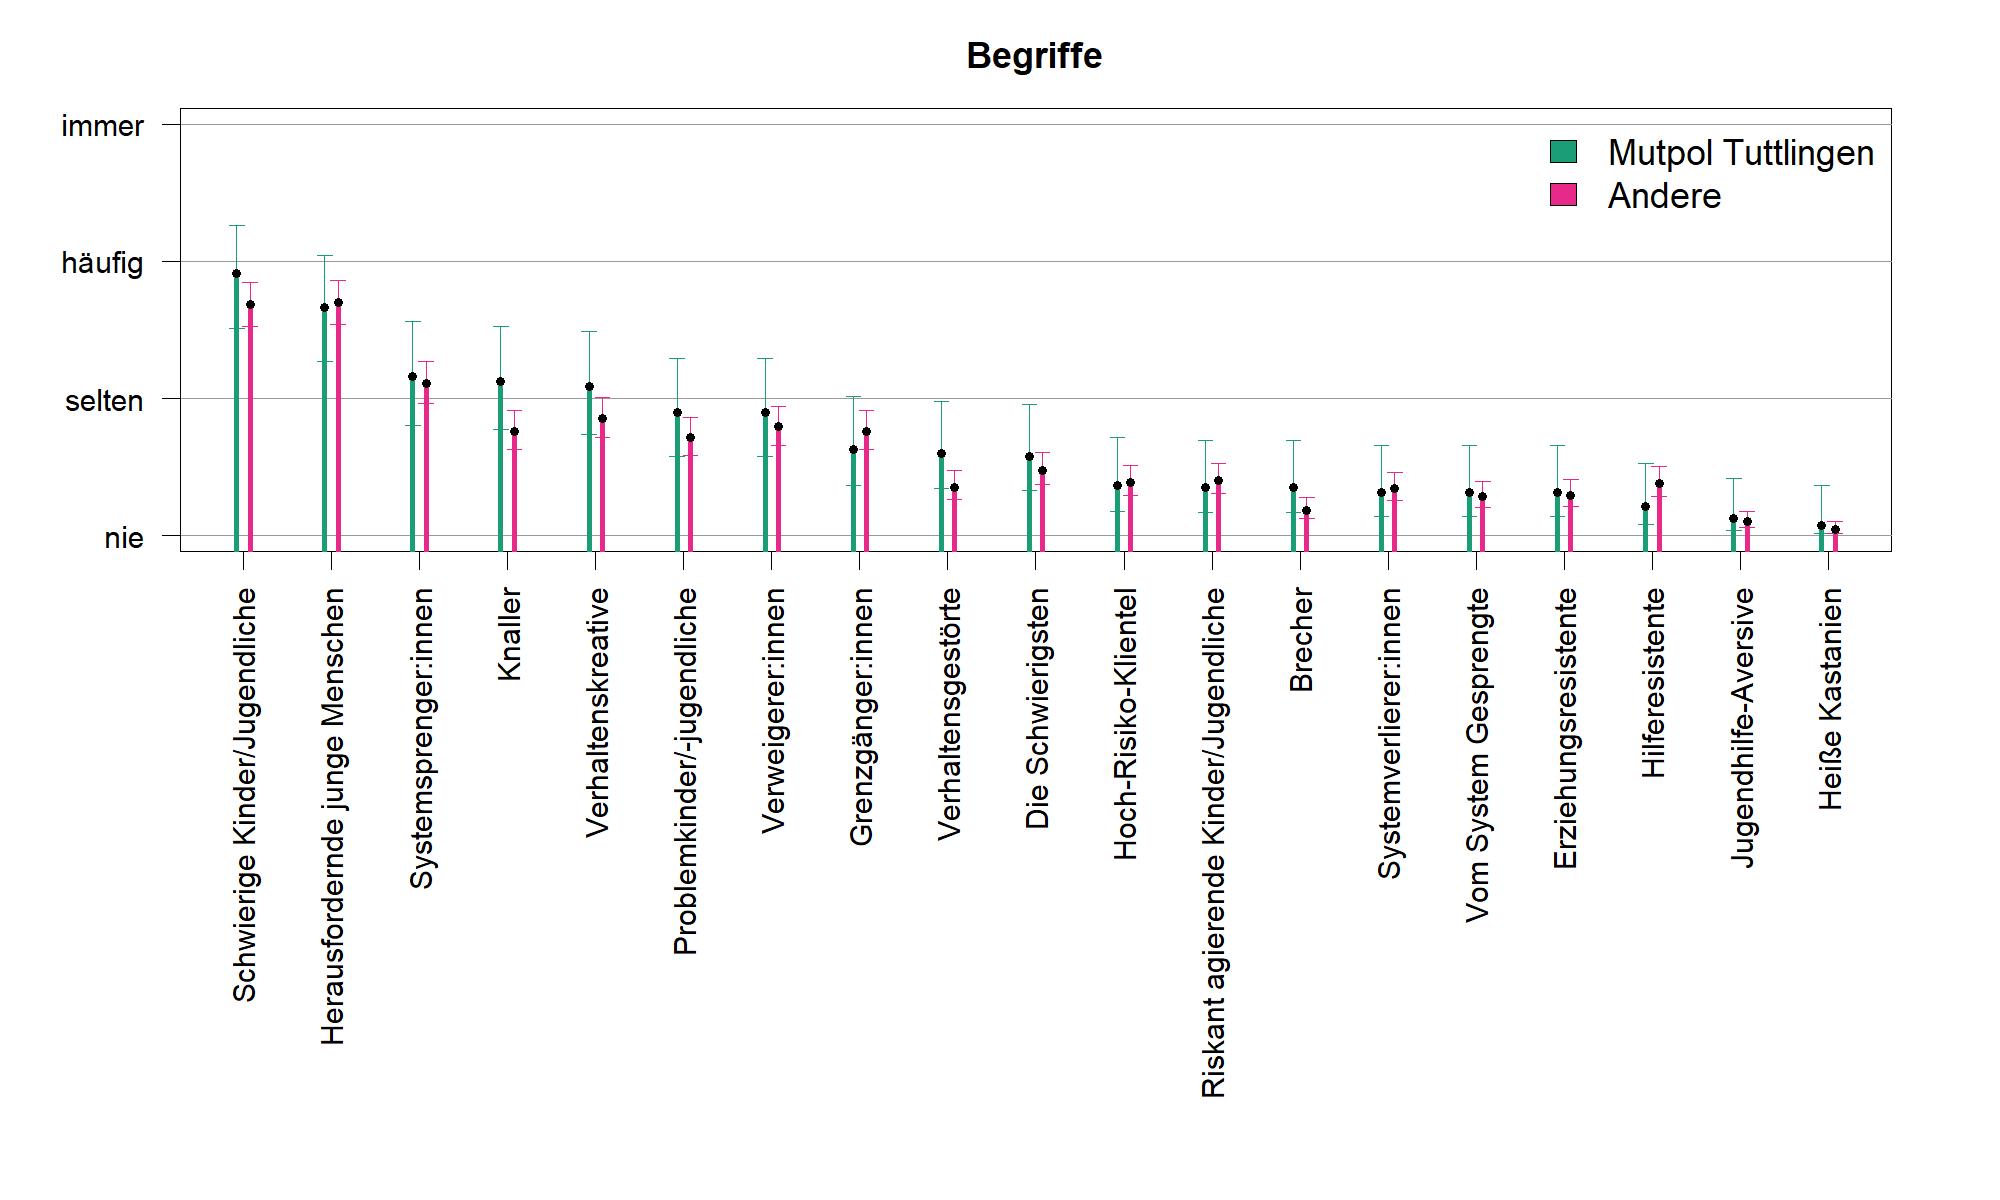 Begriffe
immer
häufig
selten
nie
Mutpol Tuttlingen
Andere
Schwierige Kinder/Jugendliche
Herausfordernde junge Menschen
Systemsprenger:innen
Knaller
Verhaltenskreative
Problemkinder/-jugendliche
Verweigerer:innen
Grenzgänger:innen
Verhaltensgestörte
Die Schwierigsten
Hoch-Risiko-Klientel
Riskant agierende Kinder/Jugendliche
Brecher
Systemverlierer:innen
Vom System Gesprengte
Erziehungsresistente
Hilferesistente
Jugendhilfe-Aversive
Heiße Kastanien